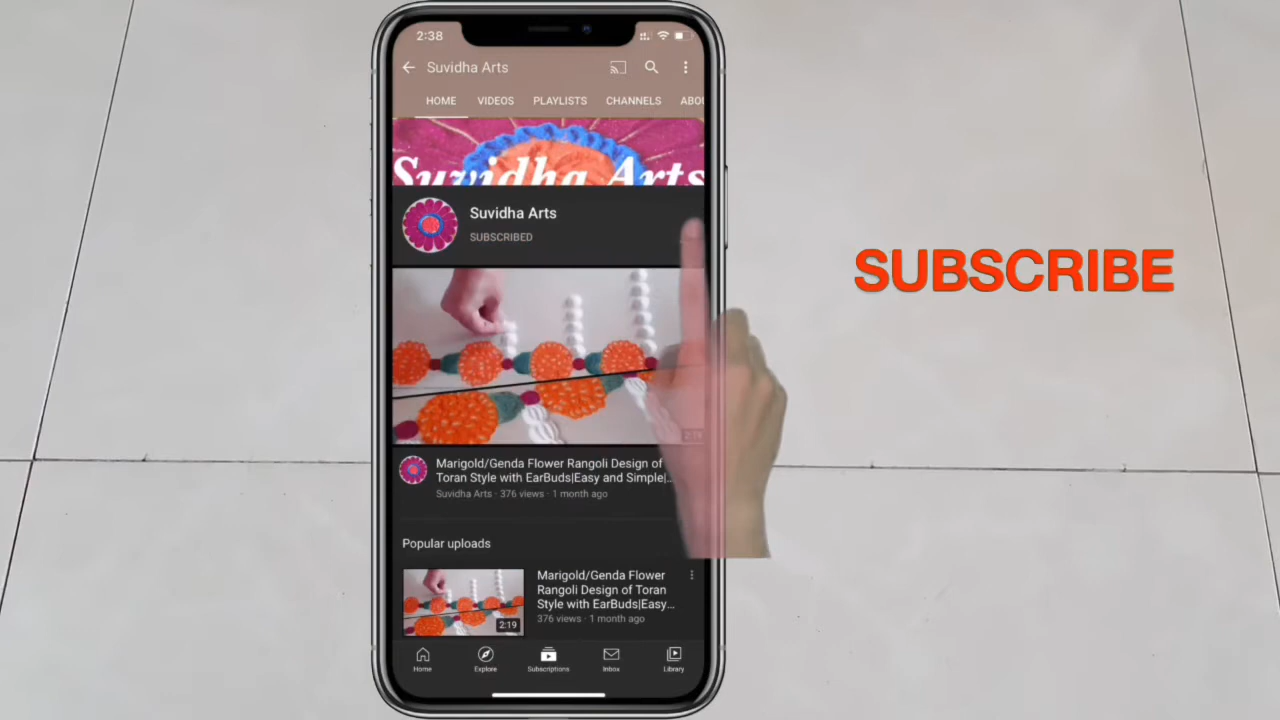 2:38
Suvidha Arts
HOME VIDEOS PLAYLISTS CHANNELS ABOU
Suvidha Arts
Suvidha Arts
SUBSCRIBED
SUBSCRIBE
2:19
Marigold/Genda Flower Rangoli Design of
Toran Style with EarBuds|Easy and Simple|...
Suvidha Arts · 376 views · 1 month ago
Popular uploads
Marigold/Genda Flower
Rangoli Design of Toran
Style with EarBuds|Easy...
376 views · 1 month ago
2:19
Home Explore Subscriptions Inbox Library